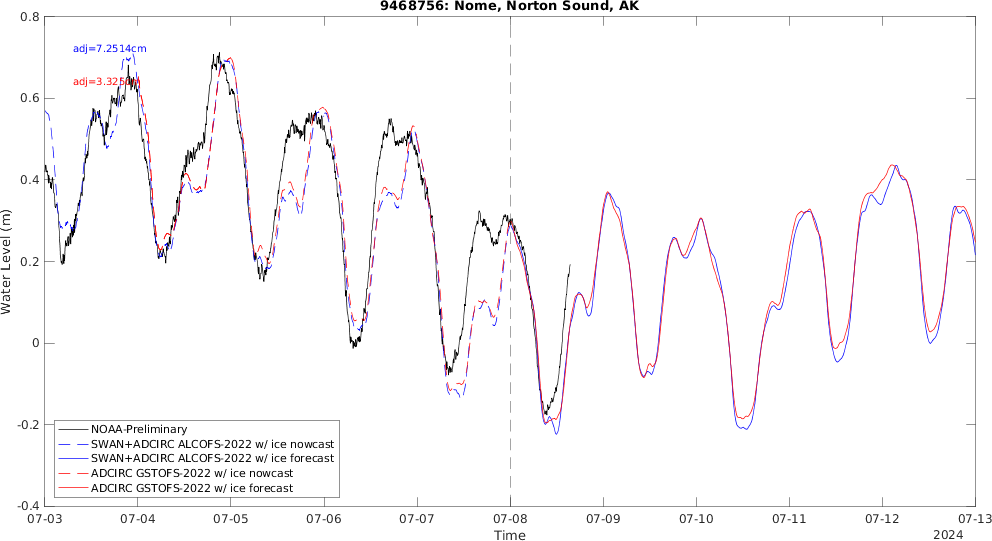 9468756: Nome, Norton Sound, AK
0.8
adj=7.2514cm
adj=3.325
0.6
0.4
0.2
0
-0.2
-0.4
Water Level (m)
NOAA-Preliminary
SWAN+ADCIRC ALCOFS-2022 w/ ice nowcast
SWAN+ADCIRC ALCOFS-2022 w/ ice forecast
ADCIRC GSTOFS-2022 w/ ice nowcast
ADCIRC GSTOFS-2022 w/ ice forecast
07-03 07-04 07-05 07-06 07-07 07-08 07-09 07-10 07-11 07-12 07-13
Time
2024